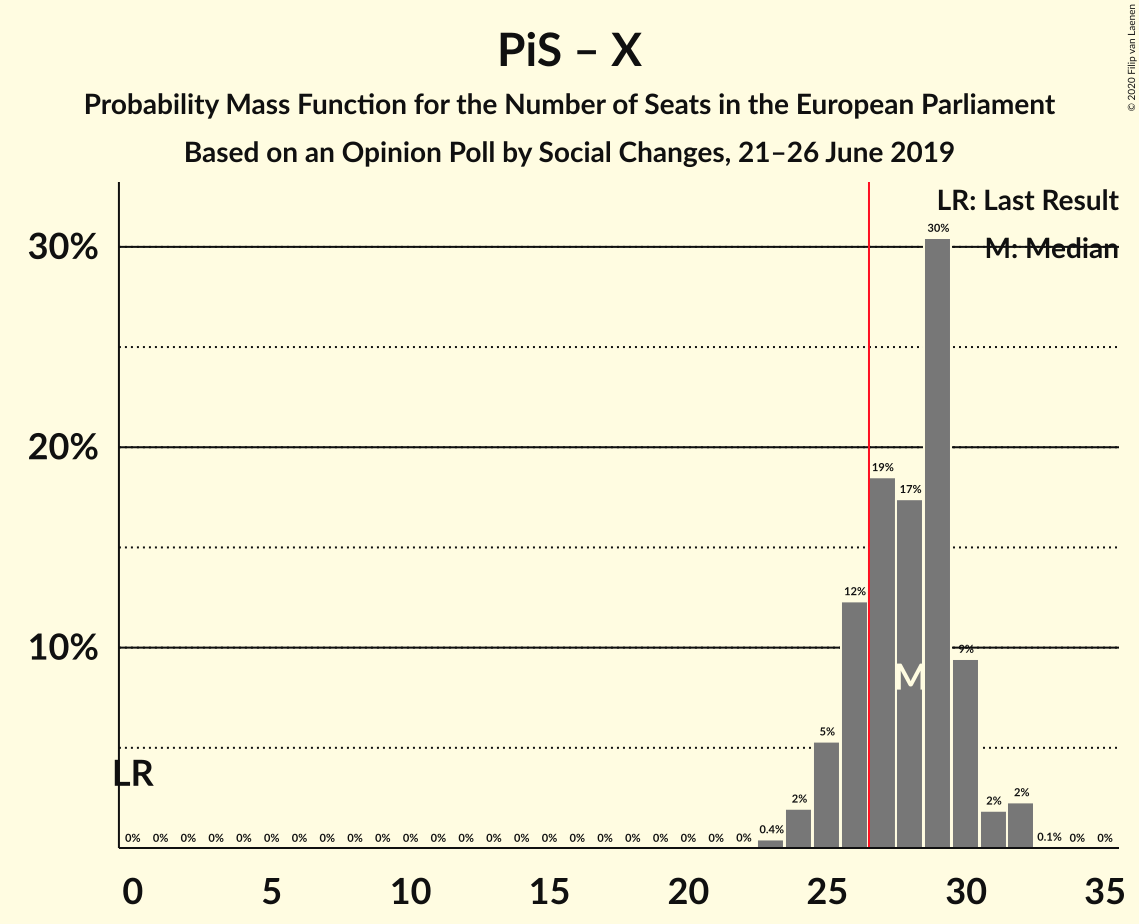 PiS – X
Probability Mass Function for the Number of Seats in the European Parliament
Based on an Opinion Poll by Social Changes, 21–26 June 2019
© 2020 Filip van Laenen
LR: Last Result
M: Median
30%
20%
10%
30%
19%
17%
12%
9%
5%
2%
2%
2%
0.4%
0.1%
M
LR
0% 0% 0% 0% 0% 0% 0% 0% 0% 0% 0% 0% 0% 0% 0% 0% 0% 0% 0% 0% 0% 0% 0% 0% 0%
0 5 10 15 20 25 30 35